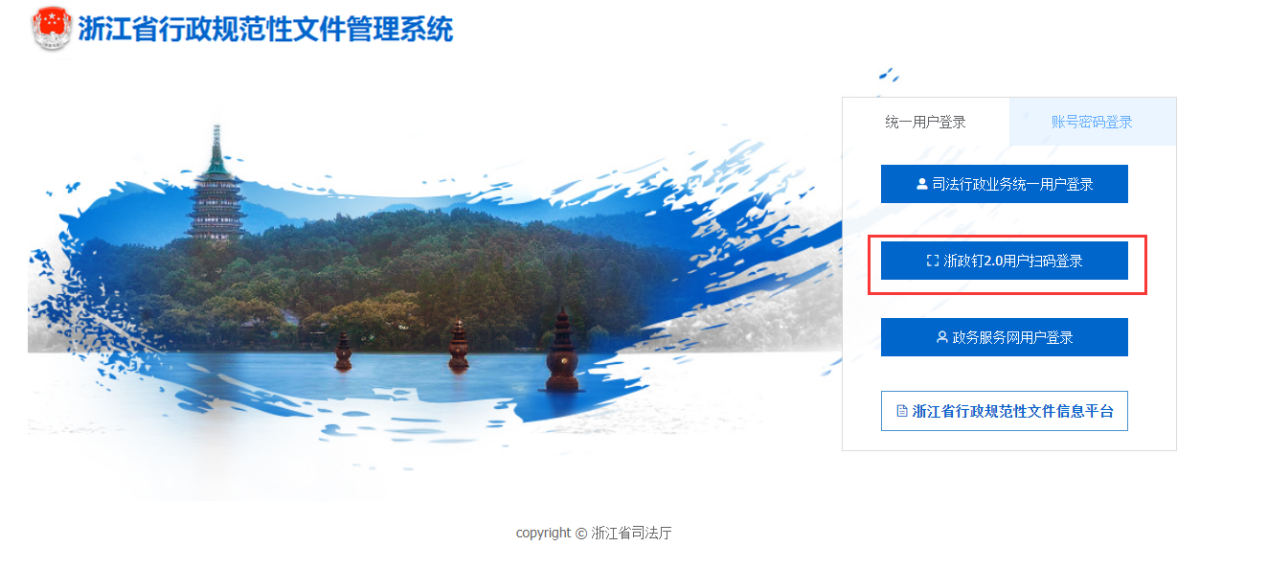 浙江省行政规范性文件管理系统
统一用户登录
账号密码登录
司法行政业务统一用户登录
浙政钉2.0用户扫码登录
政务服务网用户登录
浙江省行政规范性文件信息平台
copyright © 浙江省司法厅